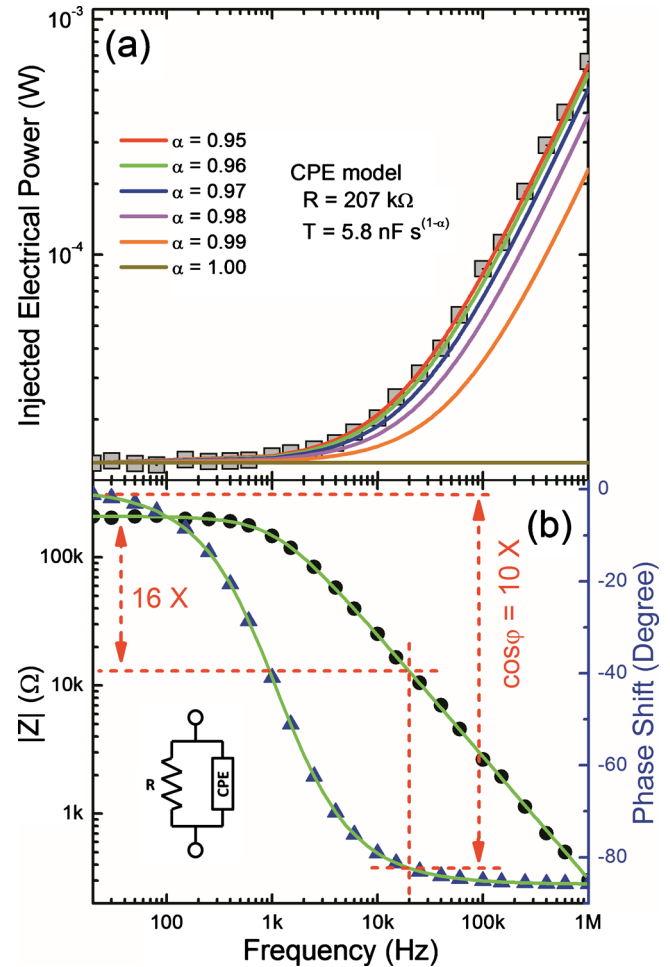 10⁻³
(a)
α = 0.95
α = 0.96
α = 0.97
α = 0.98
α = 0.99
α = 1.00
CPE model
R = 207 kΩ
T = 5.8 nF s⁽¹⁻ᵅ⁾
10⁻⁴
Injected Electrical Power (W)
(b)
0
-20
-40
-60
-80
Phase Shift (Degree)
100k
10k
1k
|Z| (Ω)
16 X
cosφ = 10 X
R
CPE
100
1k
10k
100k
1M
Frequency (Hz)